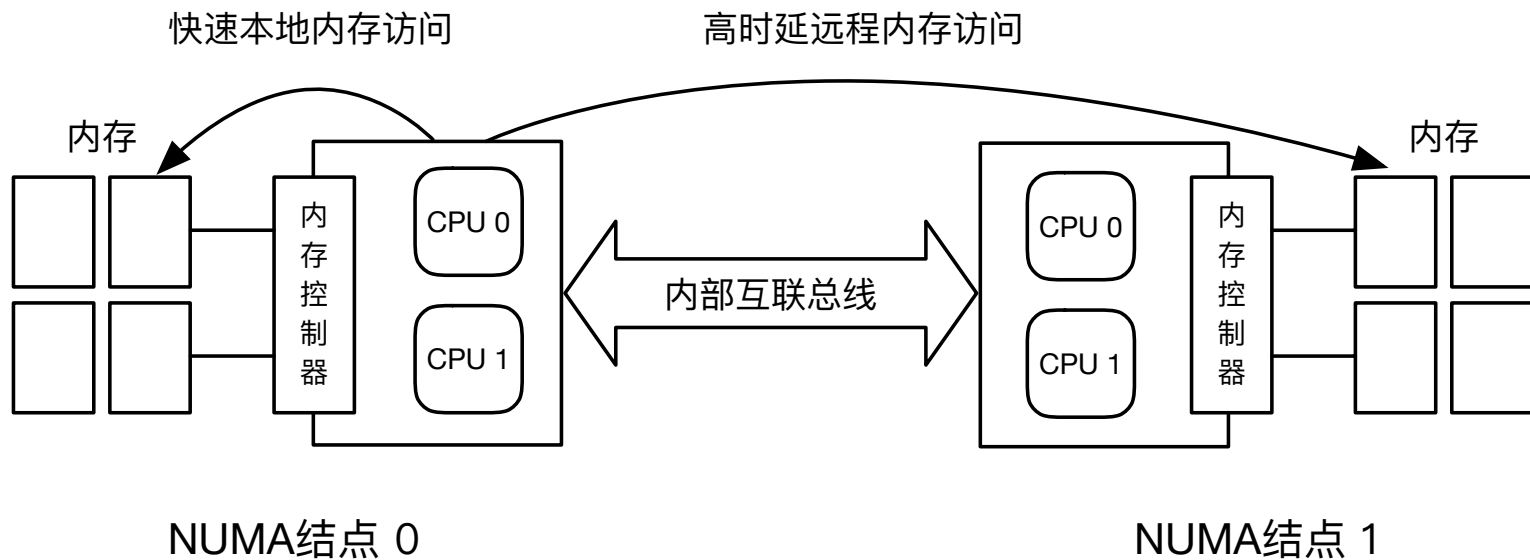 快速本地内存访问
高时延远程内存访问
内存
内存
内存控制器
CPU 0
CPU 1
内部互联总线
CPU 0
CPU 1
内存控制器
NUMA结点 0
NUMA结点 1